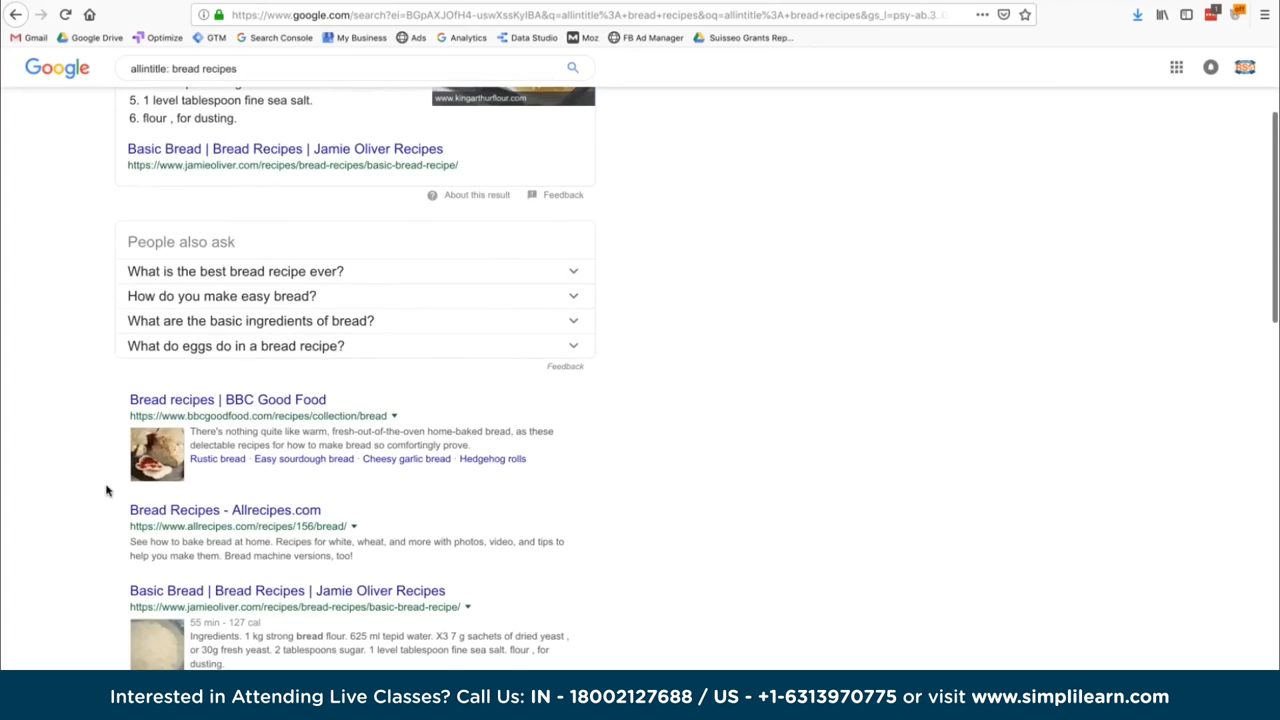 https://www.google.com/search?ei=BGpAXJOfH4-uswXssKyIBA&q=allintitle%3A+bread+recipes&oq=allintitle%3A+bread+recipes&gs_l=psy-ab.3..0
Gmail Google Drive Optimize GTM Search Console My Business Ads Analytics Data Studio Moz FB Ad Manager Suisseo Grants Rep...
Google allintitle: bread recipes
5. 1 level tablespoon fine sea salt.
www.kingarthurflour.com
6. flour , for dusting.
Basic Bread | Bread Recipes | Jamie Oliver Recipes
https://www.jamieoliver.com/recipes/bread-recipes/basic-bread-recipe/
About this result Feedback
People also ask
What is the best bread recipe ever?
How do you make easy bread?
What are the basic ingredients of bread?
What do eggs do in a bread recipe?
Feedback
Bread recipes | BBC Good Food
https://www.bbcgoodfood.com/recipes/collection/bread
There's nothing quite like warm, fresh-out-of-the-oven home-baked bread, as these
delectable recipes for how to make bread so comfortingly prove.
Rustic bread · Easy sourdough bread · Cheesy garlic bread · Hedgehog rolls
Bread Recipes - Allrecipes.com
https://www.allrecipes.com/recipes/156/bread/
See how to bake bread at home. Recipes for white, wheat, and more with photos, video, and tips to
help you make them. Bread machine versions, too!
Basic Bread | Bread Recipes | Jamie Oliver Recipes
https://www.jamieoliver.com/recipes/bread-recipes/basic-bread-recipe/
55 min - 127 cal
Ingredients. 1 kg strong bread flour. 625 ml tepid water. X3 7 g sachets of dried yeast ,
or 30g fresh yeast. 2 tablespoons sugar. 1 level tablespoon fine sea salt. flour , for
dusting.
Interested in Attending Live Classes? Call Us: IN - 18002127688 / US - +1-6313970775 or visit www.simplilearn.com